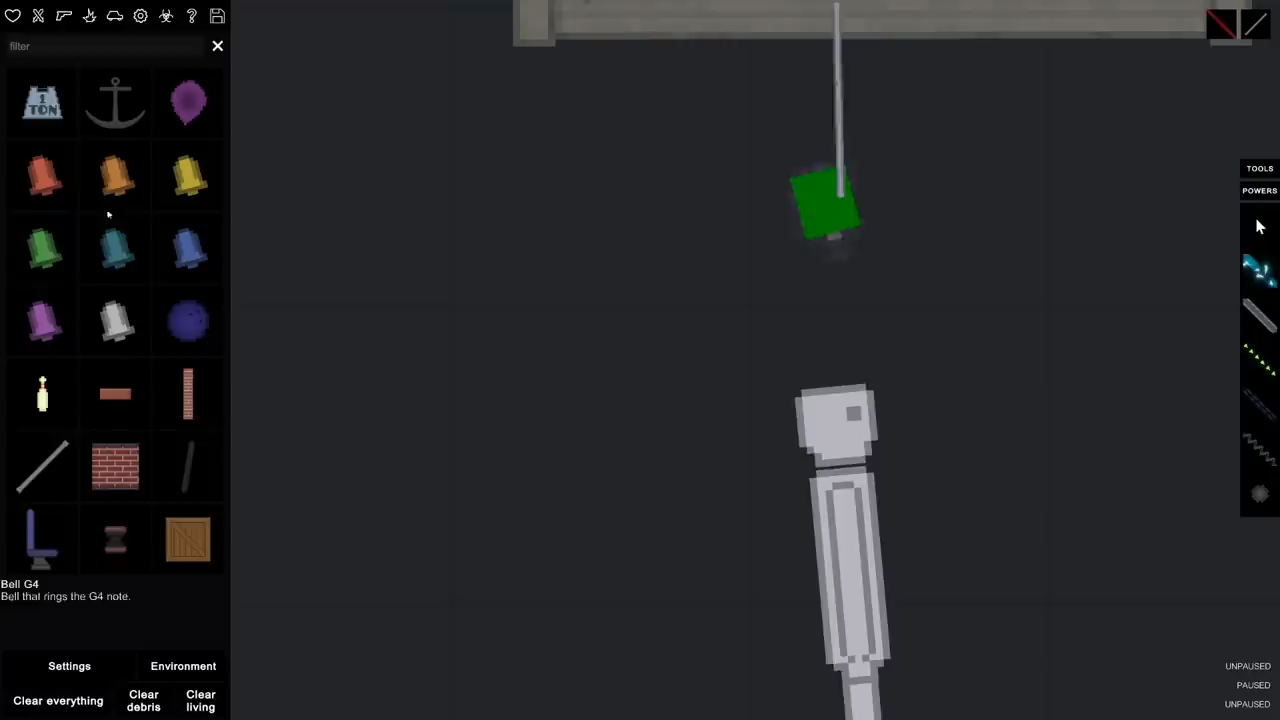 filter
1
TON
Bell G4
Bell that rings the G4 note.
Settings
Environment
Clear everything
Clear
debris
Clear
living
TOOLS
POWERS
UNPAUSED
PAUSED
UNPAUSED